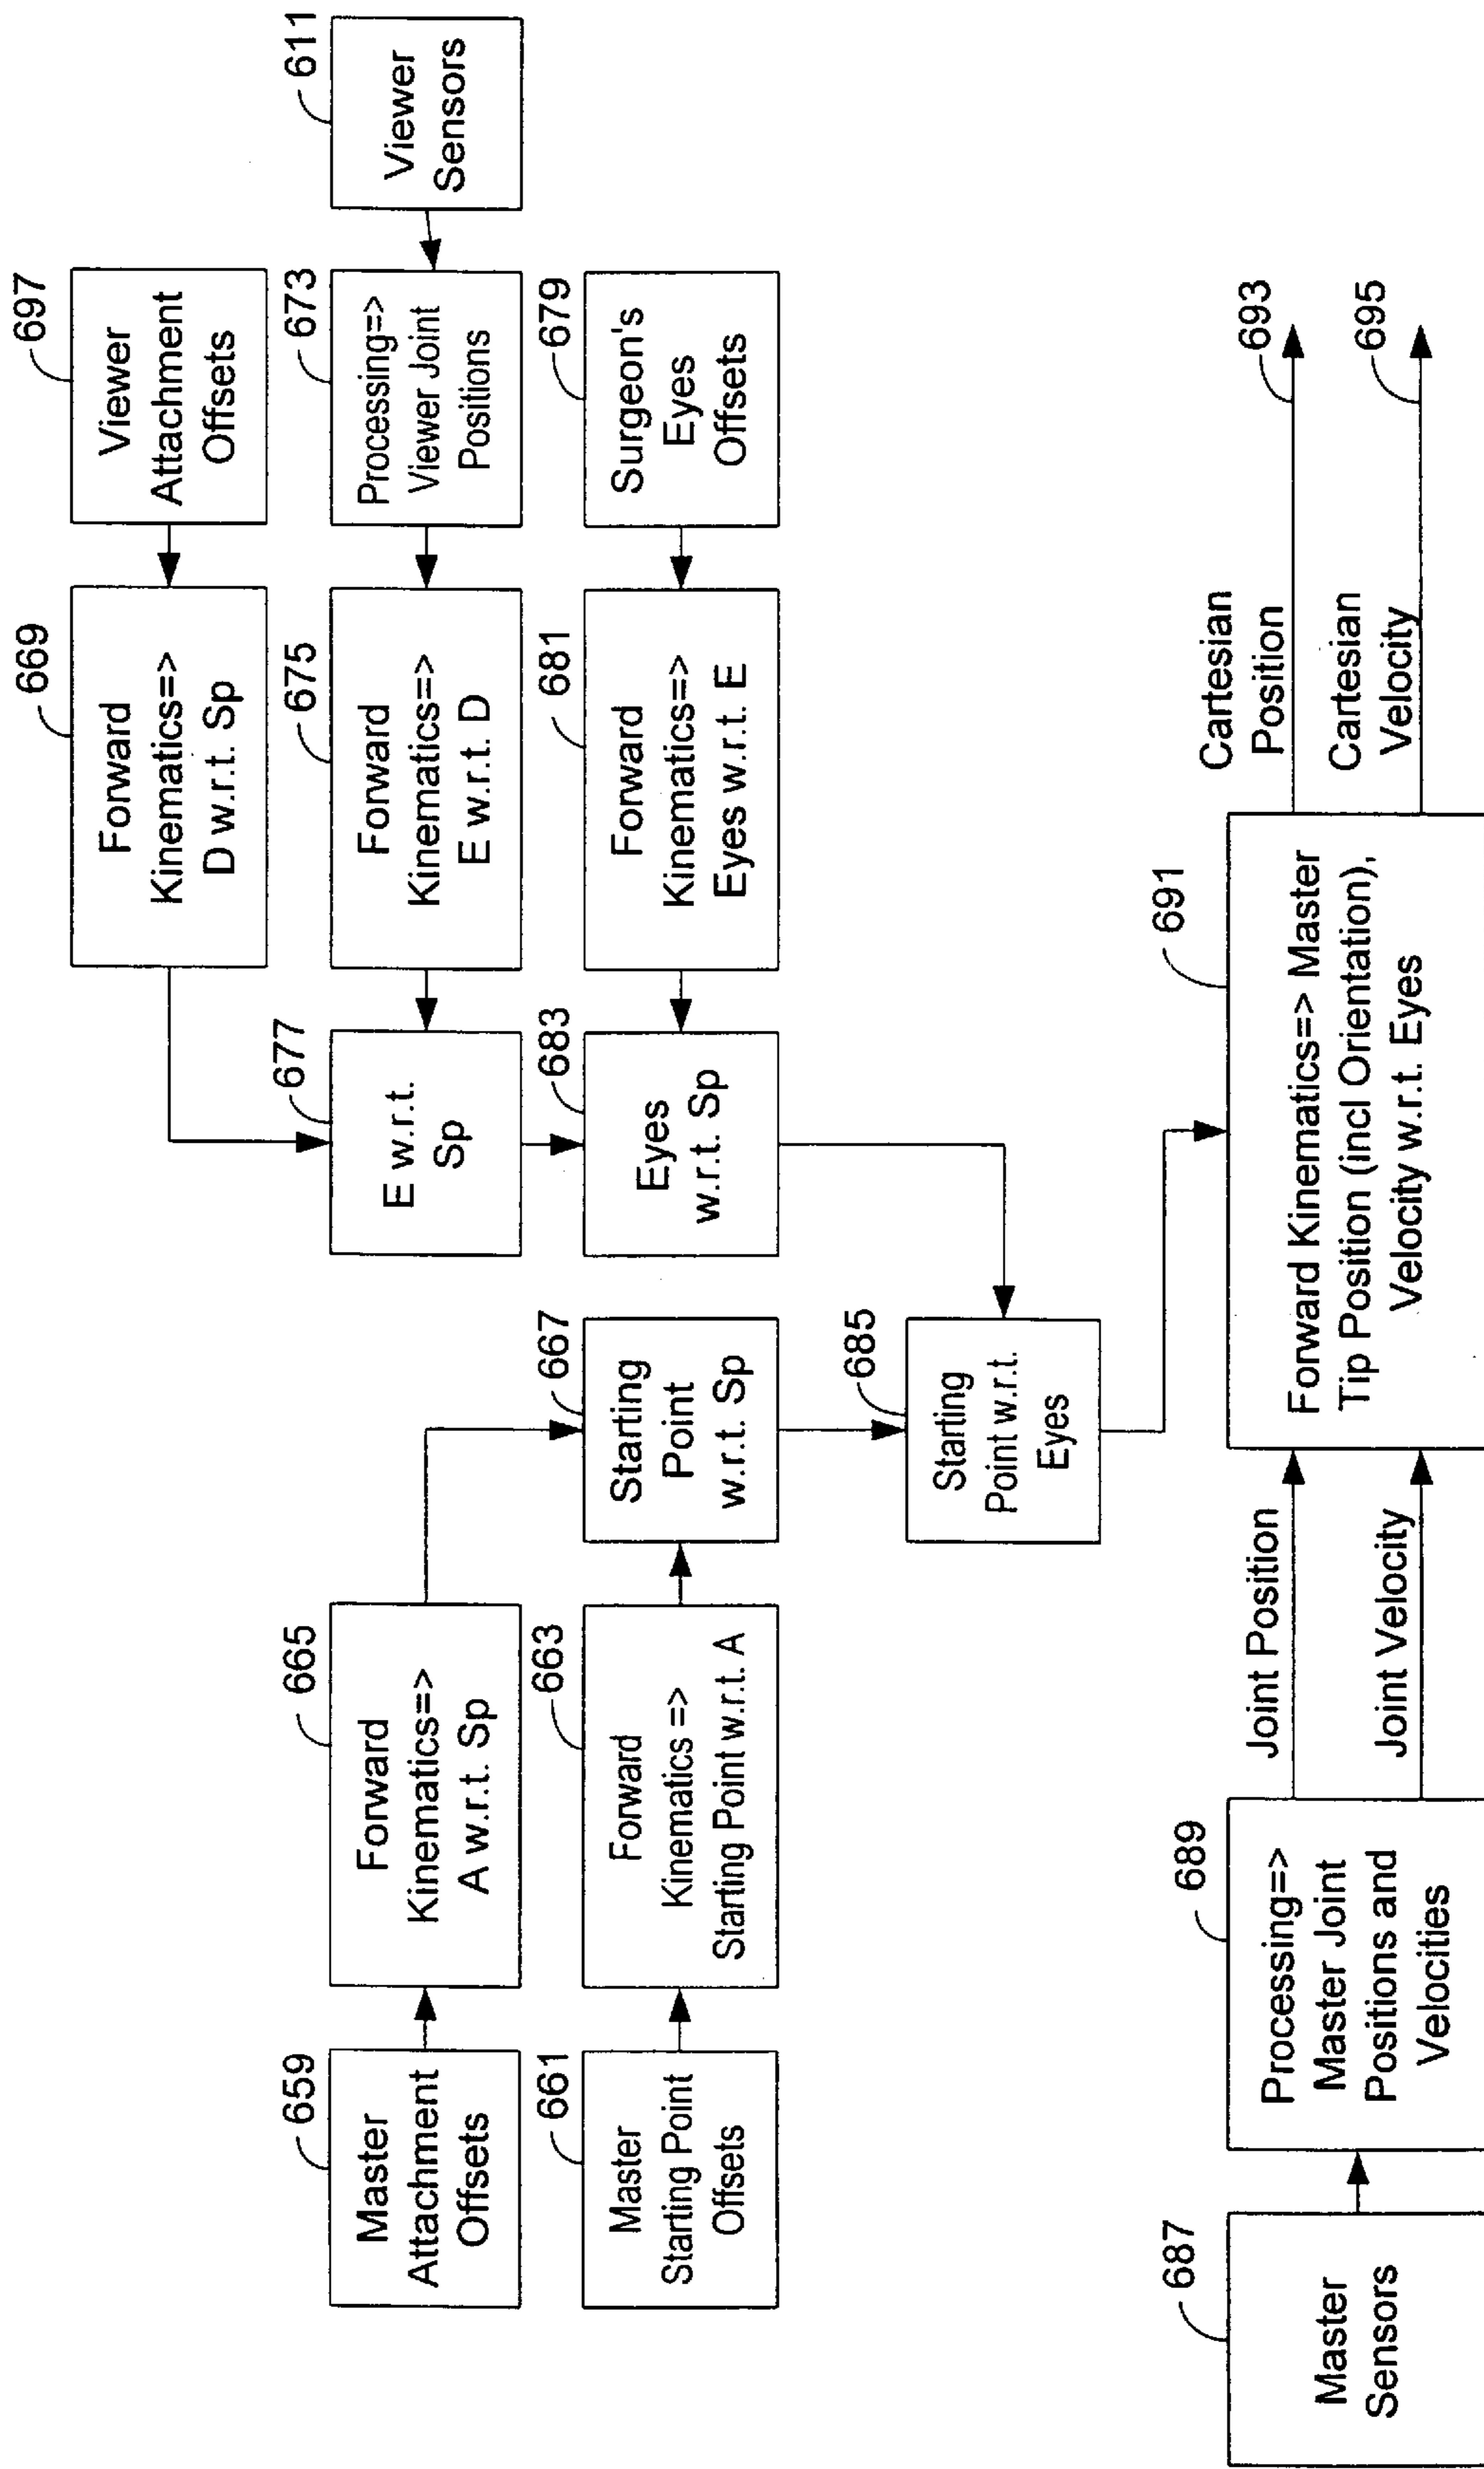 697
Viewer
Attachment
Offsets
669
Forward
Kinematics=>
D w.r.t. Sp
611
Viewer
Sensors
673
Processing=>
Viewer Joint
Positions
675
Forward
Kinematics=>
E w.r.t. D
677
E w.r.t.
Sp
679
Surgeon's
Eyes
Offsets
681
Forward
Kinematics=>
Eyes w.r.t. E
683
Eyes
w.r.t. Sp
659
Master
Attachment
Offsets
665
Forward
Kinematics=>
A w.r.t. Sp
661
Master
Starting Point
Offsets
663
Forward
Kinematics =>
Starting Point w.r.t. A
667
Starting
Point
w.r.t. Sp
685
Starting
Point w.r.t.
Eyes
687
Master
Sensors
689
Processing=>
Master Joint
Positions and
Velocities
Joint Position
Joint Velocity
691
Forward Kinematics=> Master
Tip Position (incl Orientation),
Velocity w.r.t. Eyes
Cartesian
Position
693
Cartesian
Velocity
695